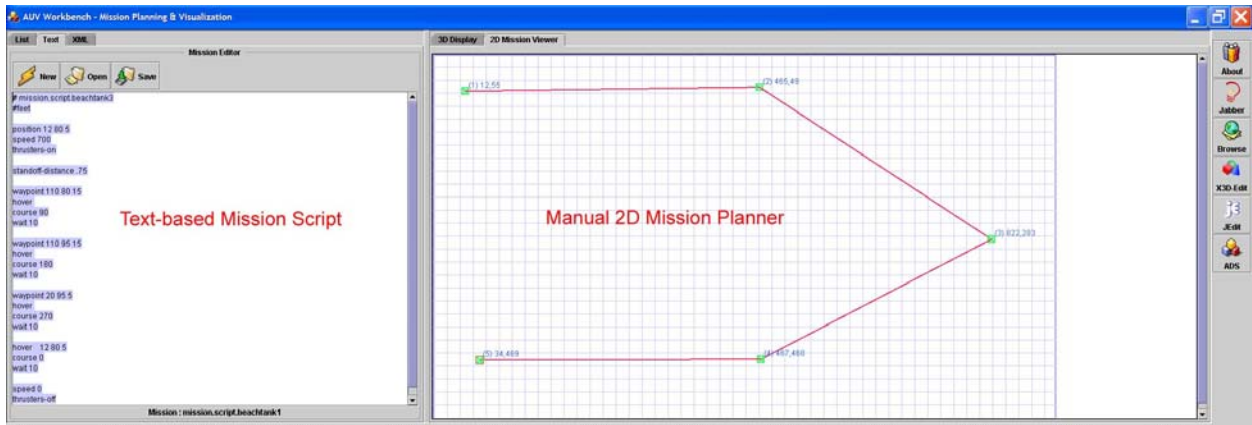 AUV Workbench - Mission Planning & Visualization
List Text XML
Mission Editor
New Open Save
# mission.script.beachtank3
#feet
position 12 80 5
speed 700
thrusters-on
standoff-distance .75
waypoint 110 80 15
hover
course 90
wait 10
waypoint 110 95 15
hover
course 180
wait 10
waypoint 20 95 5
hover
course 270
wait 10
hover 12 80 5
course 0
wait 10
speed 0
thrusters-off
Text-based Mission Script
Mission : mission.script.beachtank1
3D Display 2D Mission Viewer
(1) 12,55
(2) 465,48
(3) 822,283
(4) 467,468
(5) 34,469
Manual 2D Mission Planner
About
Jabber
Browse
X3D-Edit
JEdit
ADS